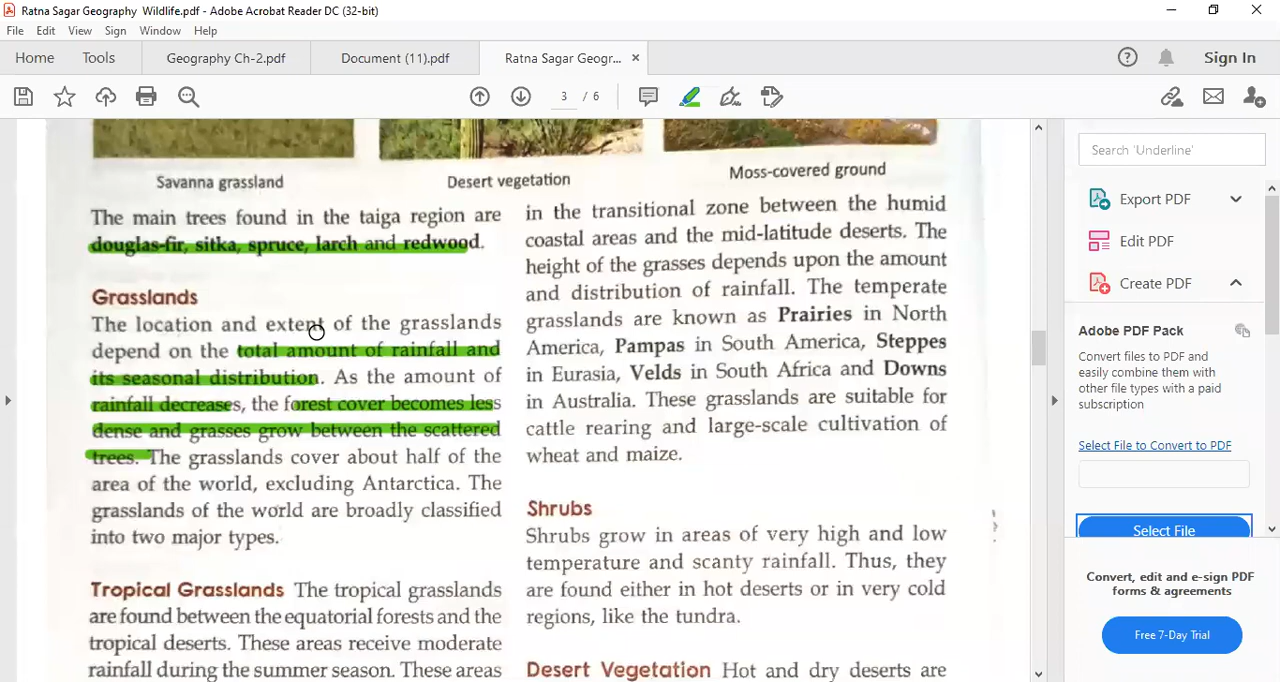 Ratna Sagar Geography  Wildlife.pdf - Adobe Acrobat Reader DC (32-bit)
File Edit View Sign Window Help
Home Tools Geography Ch-2.pdf Document (11).pdf Ratna Sagar Geogr... × Sign In
3 / 6
Savanna grassland
Desert vegetation
Moss-covered ground
The main trees found in the taiga region are
douglas-fir, sitka, spruce, larch and redwood.
Grasslands
The location and extent of the grasslands
depend on the total amount of rainfall and
its seasonal distribution. As the amount of
rainfall decreases, the forest cover becomes less
dense and grasses grow between the scattered
trees. The grasslands cover about half of the
area of the world, excluding Antarctica. The
grasslands of the world are broadly classified
into two major types.
Tropical Grasslands The tropical grasslands
are found between the equatorial forests and the
tropical deserts. These areas receive moderate
rainfall during the summer season. These areas
in the transitional zone between the humid
coastal areas and the mid-latitude deserts. The
height of the grasses depends upon the amount
and distribution of rainfall. The temperate
grasslands are known as Prairies in North
America, Pampas in South America, Steppes
in Eurasia, Velds in South Africa and Downs
in Australia. These grasslands are suitable for
cattle rearing and large-scale cultivation of
wheat and maize.
Shrubs
Shrubs grow in areas of very high and low
temperature and scanty rainfall. Thus, they
are found either in hot deserts or in very cold
regions, like the tundra.
Desert Vegetation Hot and dry deserts are
Search 'Underline'
Export PDF
Edit PDF
Create PDF
Adobe PDF Pack
Convert files to PDF and
easily combine them with
other file types with a paid
subscription
Select File to Convert to PDF
Select File
Convert, edit and e-sign PDF
forms & agreements
Free 7-Day Trial